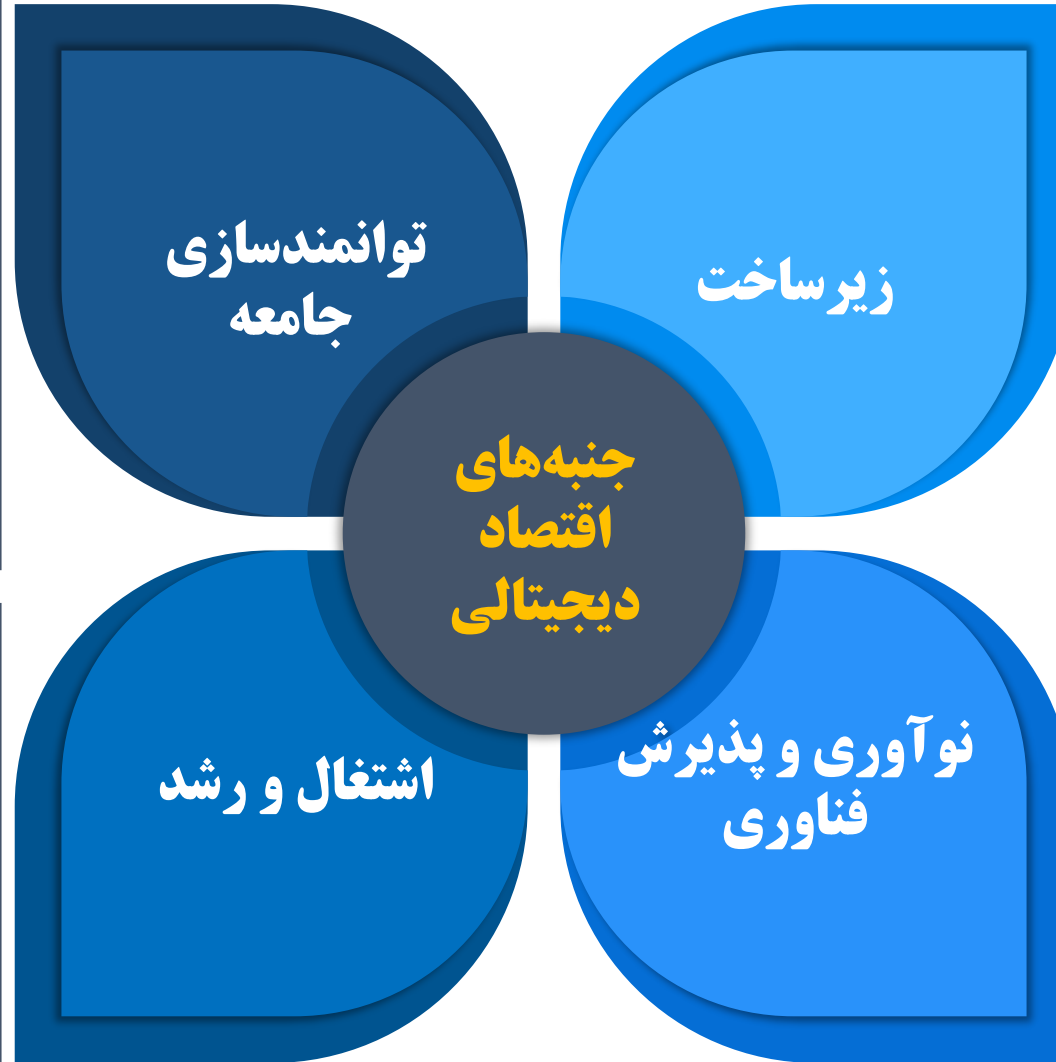 زیرساخت
توانمندسازی
جامعه
جنبه‌های
اقتصاد
دیجیتالی
نوآوری و پذیرش
فناوری
اشتغال و رشد